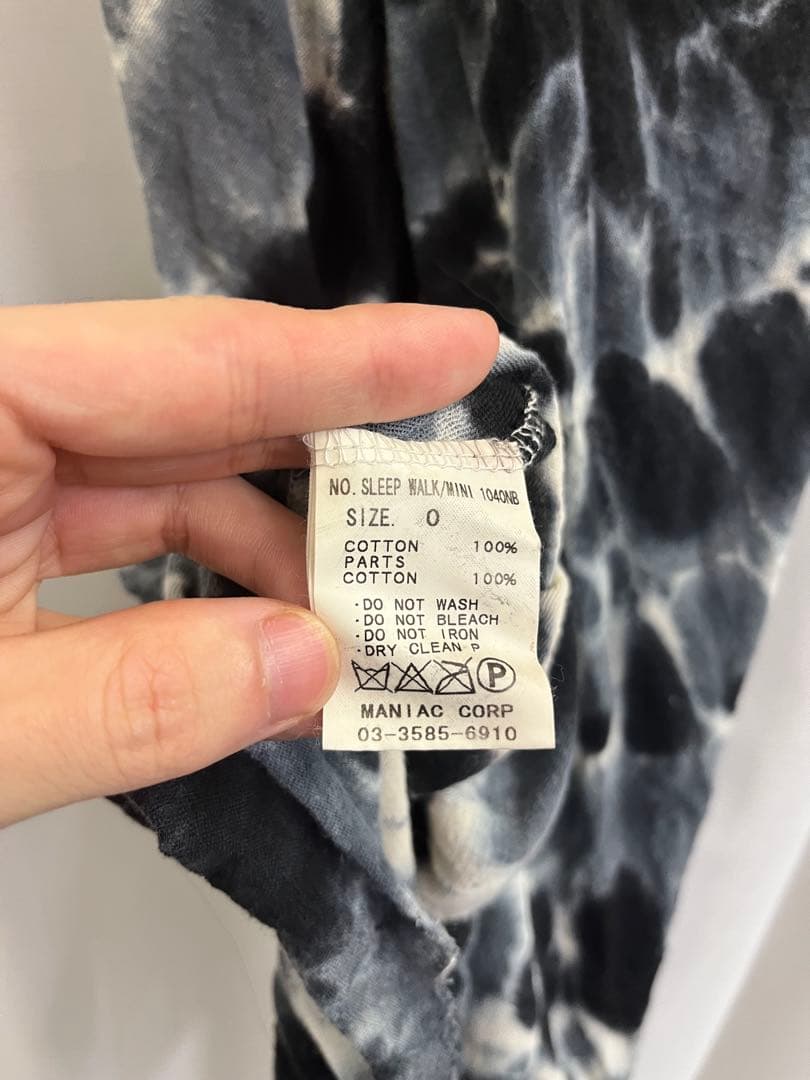 NO. SLEEP WALK/MINI 1040NB
SIZE. 0
COTTON 100%
PARTS
COTTON 100%
・DO NOT WASH
・DO NOT BLEACH
・DO NOT IRON
・DRY CLEAN P
P
MANIAC CORP
03-3585-6910